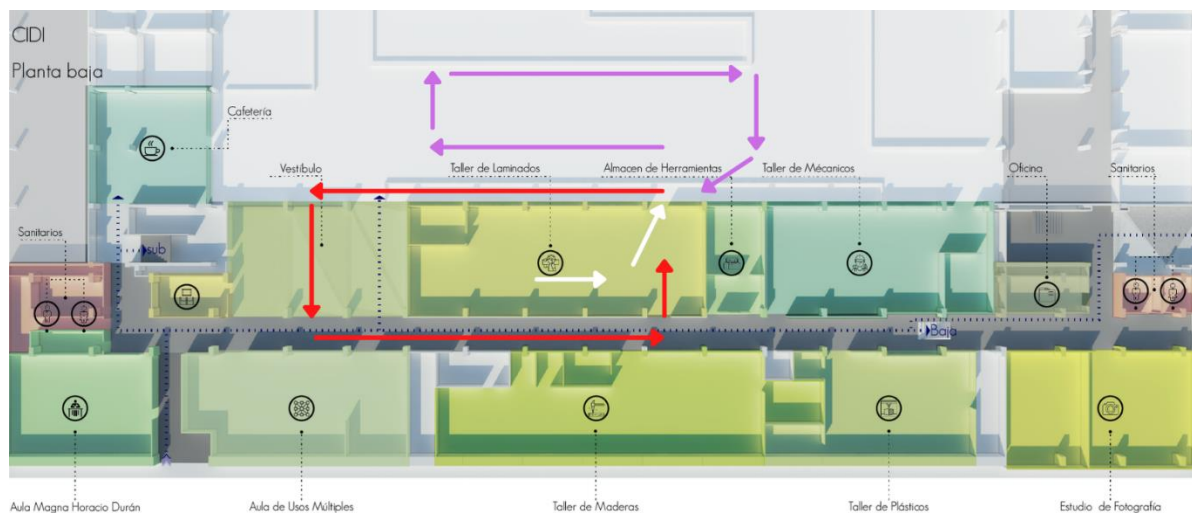 CIDI
Planta baja
Cafetería
Vestíbulo
Taller de Laminados
Almacen de Herramientas
Taller de Mécanicos
Oficina
Sanitarios
Sanitarios
sub
Baja
Aula Magna Horacio Durán
Aula de Usos Múltiples
Taller de Maderas
Taller de Plásticos
Estudio de Fotografía